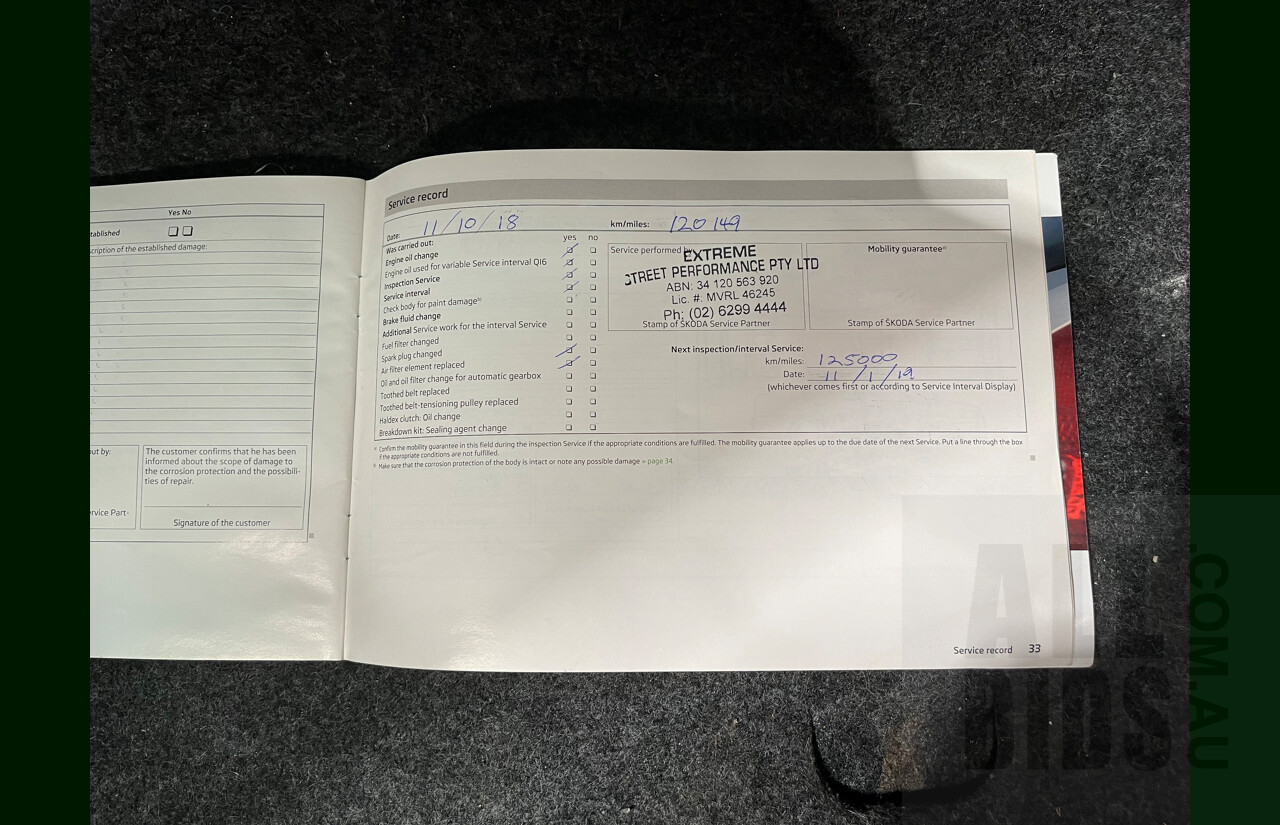 Yes No
tablished
cription of the established damage:
out by:
The customer confirms that he has been
informed about the scope of damage to
the corrosion protection and the possibili-
ties of repair.
ervice Part-
Signature of the customer
Service record
Date: 11/10/18 km/miles: 120149
Was carried out: yes no
Engine oil change
Engine oil used for variable Service interval QI6
Inspection Service
Service interval
Check body for paint damage b)
Brake fluid change
Additional Service work for the interval Service
Fuel filter changed
Spark plug changed
Air filter element replaced
Oil and oil filter change for automatic gearbox
Toothed belt replaced
Toothed belt-tensioning pulley replaced
Haldex clutch: Oil change
Breakdown kit: Sealing agent change
Service performed by
EXTREME
STREET PERFORMANCE PTY LTD
ABN: 34 120 563 920
Lic. #: MVRL 46245
Ph: (02) 6299 4444
Stamp of ŠKODA Service Partner
Mobility guarantee a)
Stamp of ŠKODA Service Partner
Next inspection/interval Service:
km/miles: 125000
Date: 11/1/19
(whichever comes first or according to Service Interval Display)
a) Confirm the mobility guarantee in this field during the inspection Service if the appropriate conditions are fulfilled. The mobility guarantee applies up to the due date of the next Service. Put a line through the box
if the appropriate conditions are not fulfilled.
b) Make sure that the corrosion protection of the body is intact or note any possible damage » page 34.
Service record 33
ALL
BIDS
.COM.AU